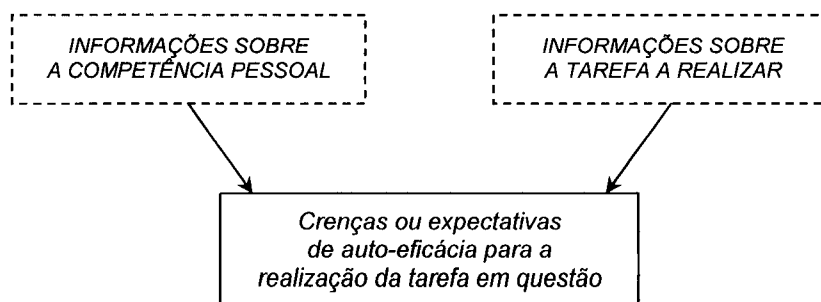 INFORMAÇÕES SOBRE
A COMPETÊNCIA PESSOAL
INFORMAÇÕES SOBRE
A TAREFA A REALIZAR
Crenças ou expectativas
de auto-eficácia para a
realização da tarefa em questão